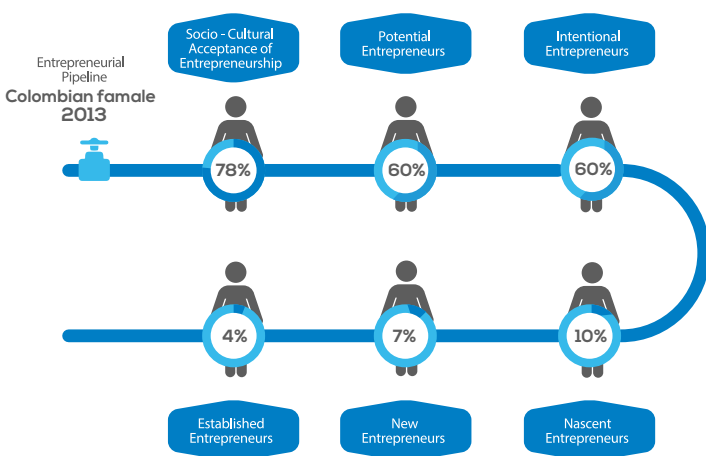 Entrepreneurial
Pipeline
Colombian famale
2013
Socio - Cultural
Acceptance of
Entrepreneurship
Potential
Entrepreneurs
Intentional
Entrepreneurs
78%
60%
60%
4%
7%
10%
Established
Entrepreneurs
New
Entrepreneurs
Nascent
Entrepreneurs